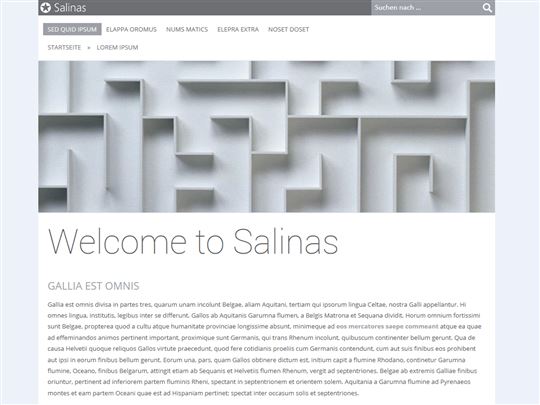 Salinas
Suchen nach ...
SED QUID IPSUM ELAPPA OROMUS NUMS MATICS ELEPRA EXTRA NOSET DOSET
STARTSEITE » LOREM IPSUM
Welcome to Salinas
GALLIA EST OMNIS
Gallia est omnis divisa in partes tres, quarum unam incolunt Belgae, aliam Aquitani, tertiam qui ipsorum lingua Celtae, nostra Galli appellantur. Hi
omnes lingua, institutis, legibus inter se differunt. Gallos ab Aquitanis Garumna flumen, a Belgis Matrona et Sequana dividit. Horum omnium fortissimi
sunt Belgae, propterea quod a cultu atque humanitate provinciae longissime absunt, minimeque ad eos mercatores saepe commeant atque ea quae
ad effeminandos animos pertinent important, proximique sunt Germanis, qui trans Rhenum incolunt, quibuscum continenter bellum gerunt. Qua de
causa Helvetii quoque reliquos Gallos virtute praecedunt, quod fere cotidianis proeliis cum Germanis contendunt, cum aut suis finibus eos prohibent
aut ipsi in eorum finibus bellum gerunt. Eorum una, pars, quam Gallos obtinere dictum est, initium capit a flumine Rhodano, continetur Garumna
flumine, Oceano, finibus Belgarum, attingit etiam ab Sequanis et Helvetiis flumen Rhenum, vergit ad septentriones. Belgae ab extremis Galliae finibus
oriuntur, pertinent ad inferiorem partem fluminis Rheni, spectant in septentrionem et orientem solem. Aquitania a Garumna flumine ad Pyrenaeos
montes et eam partem Oceani quae est ad Hispaniam pertinet; spectat inter occasum solis et septentriones.